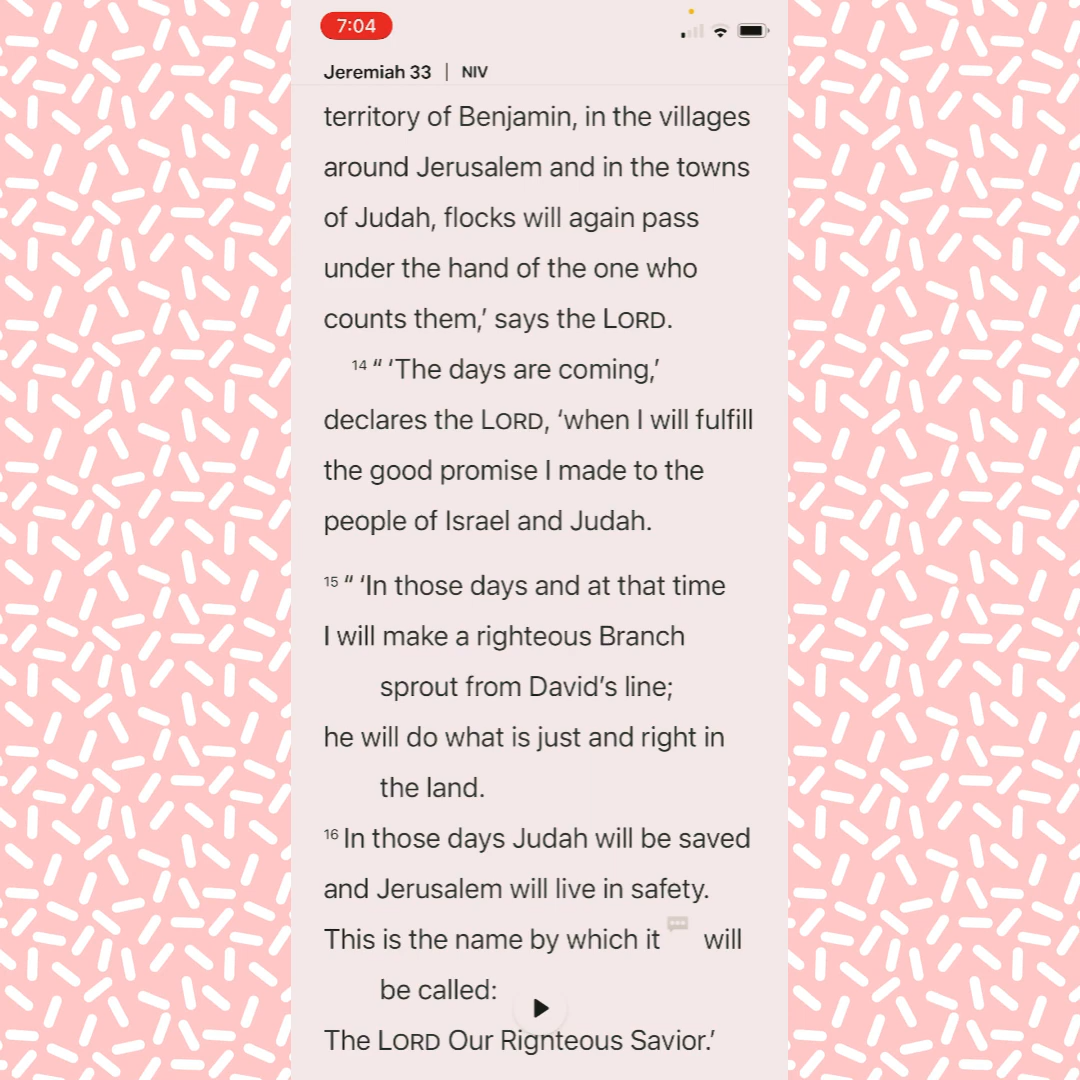 7:04
Jeremiah 33 | NIV
territory of Benjamin, in the villages
around Jerusalem and in the towns
of Judah, flocks will again pass
under the hand of the one who
counts them,’ says the LORD.
14 “ ‘The days are coming,’
declares the LORD, ‘when I will fulfill
the good promise I made to the
people of Israel and Judah.
15 “ ‘In those days and at that time
I will make a righteous Branch
sprout from David’s line;
he will do what is just and right in
the land.
16 In those days Judah will be saved
and Jerusalem will live in safety.
This is the name by which it will
be called:
The LORD Our Righteous Savior.’